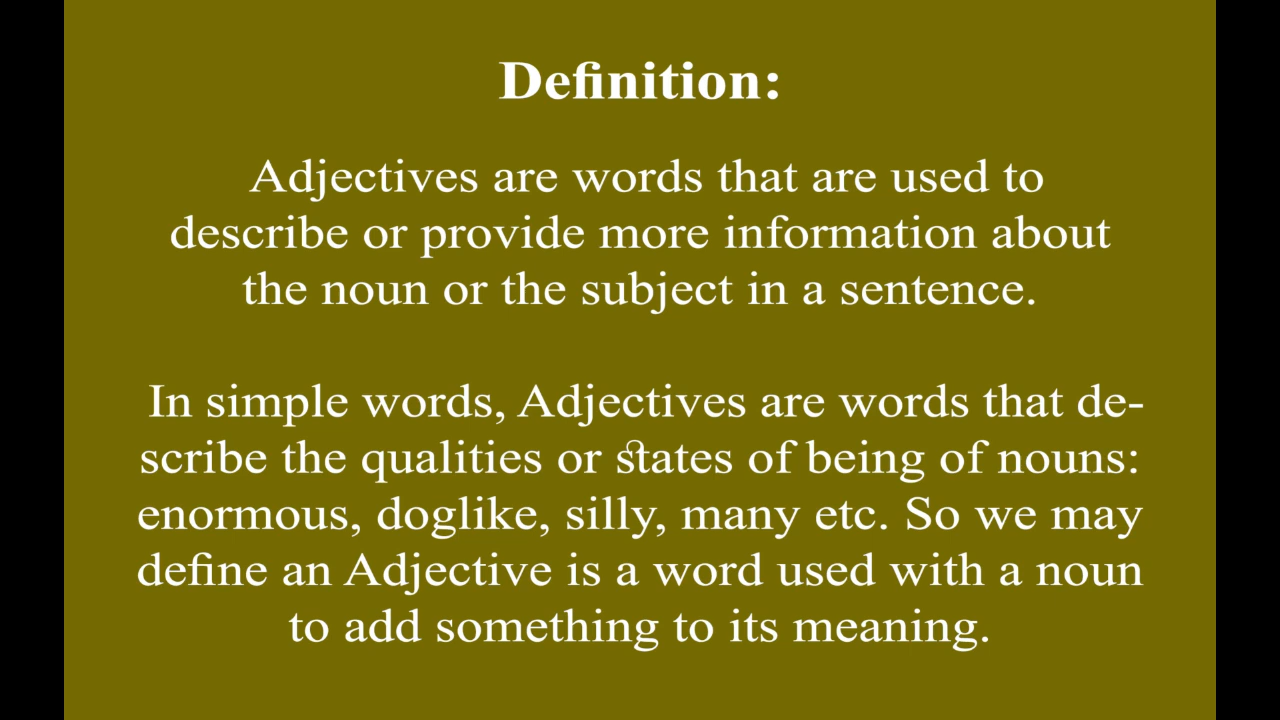 Definition:
Adjectives are words that are used to
describe or provide more information about
the noun or the subject in a sentence.
In simple words, Adjectives are words that de-
scribe the qualities or states of being of nouns:
enormous, doglike, silly, many etc. So we may
define an Adjective is a word used with a noun
to add something to its meaning.